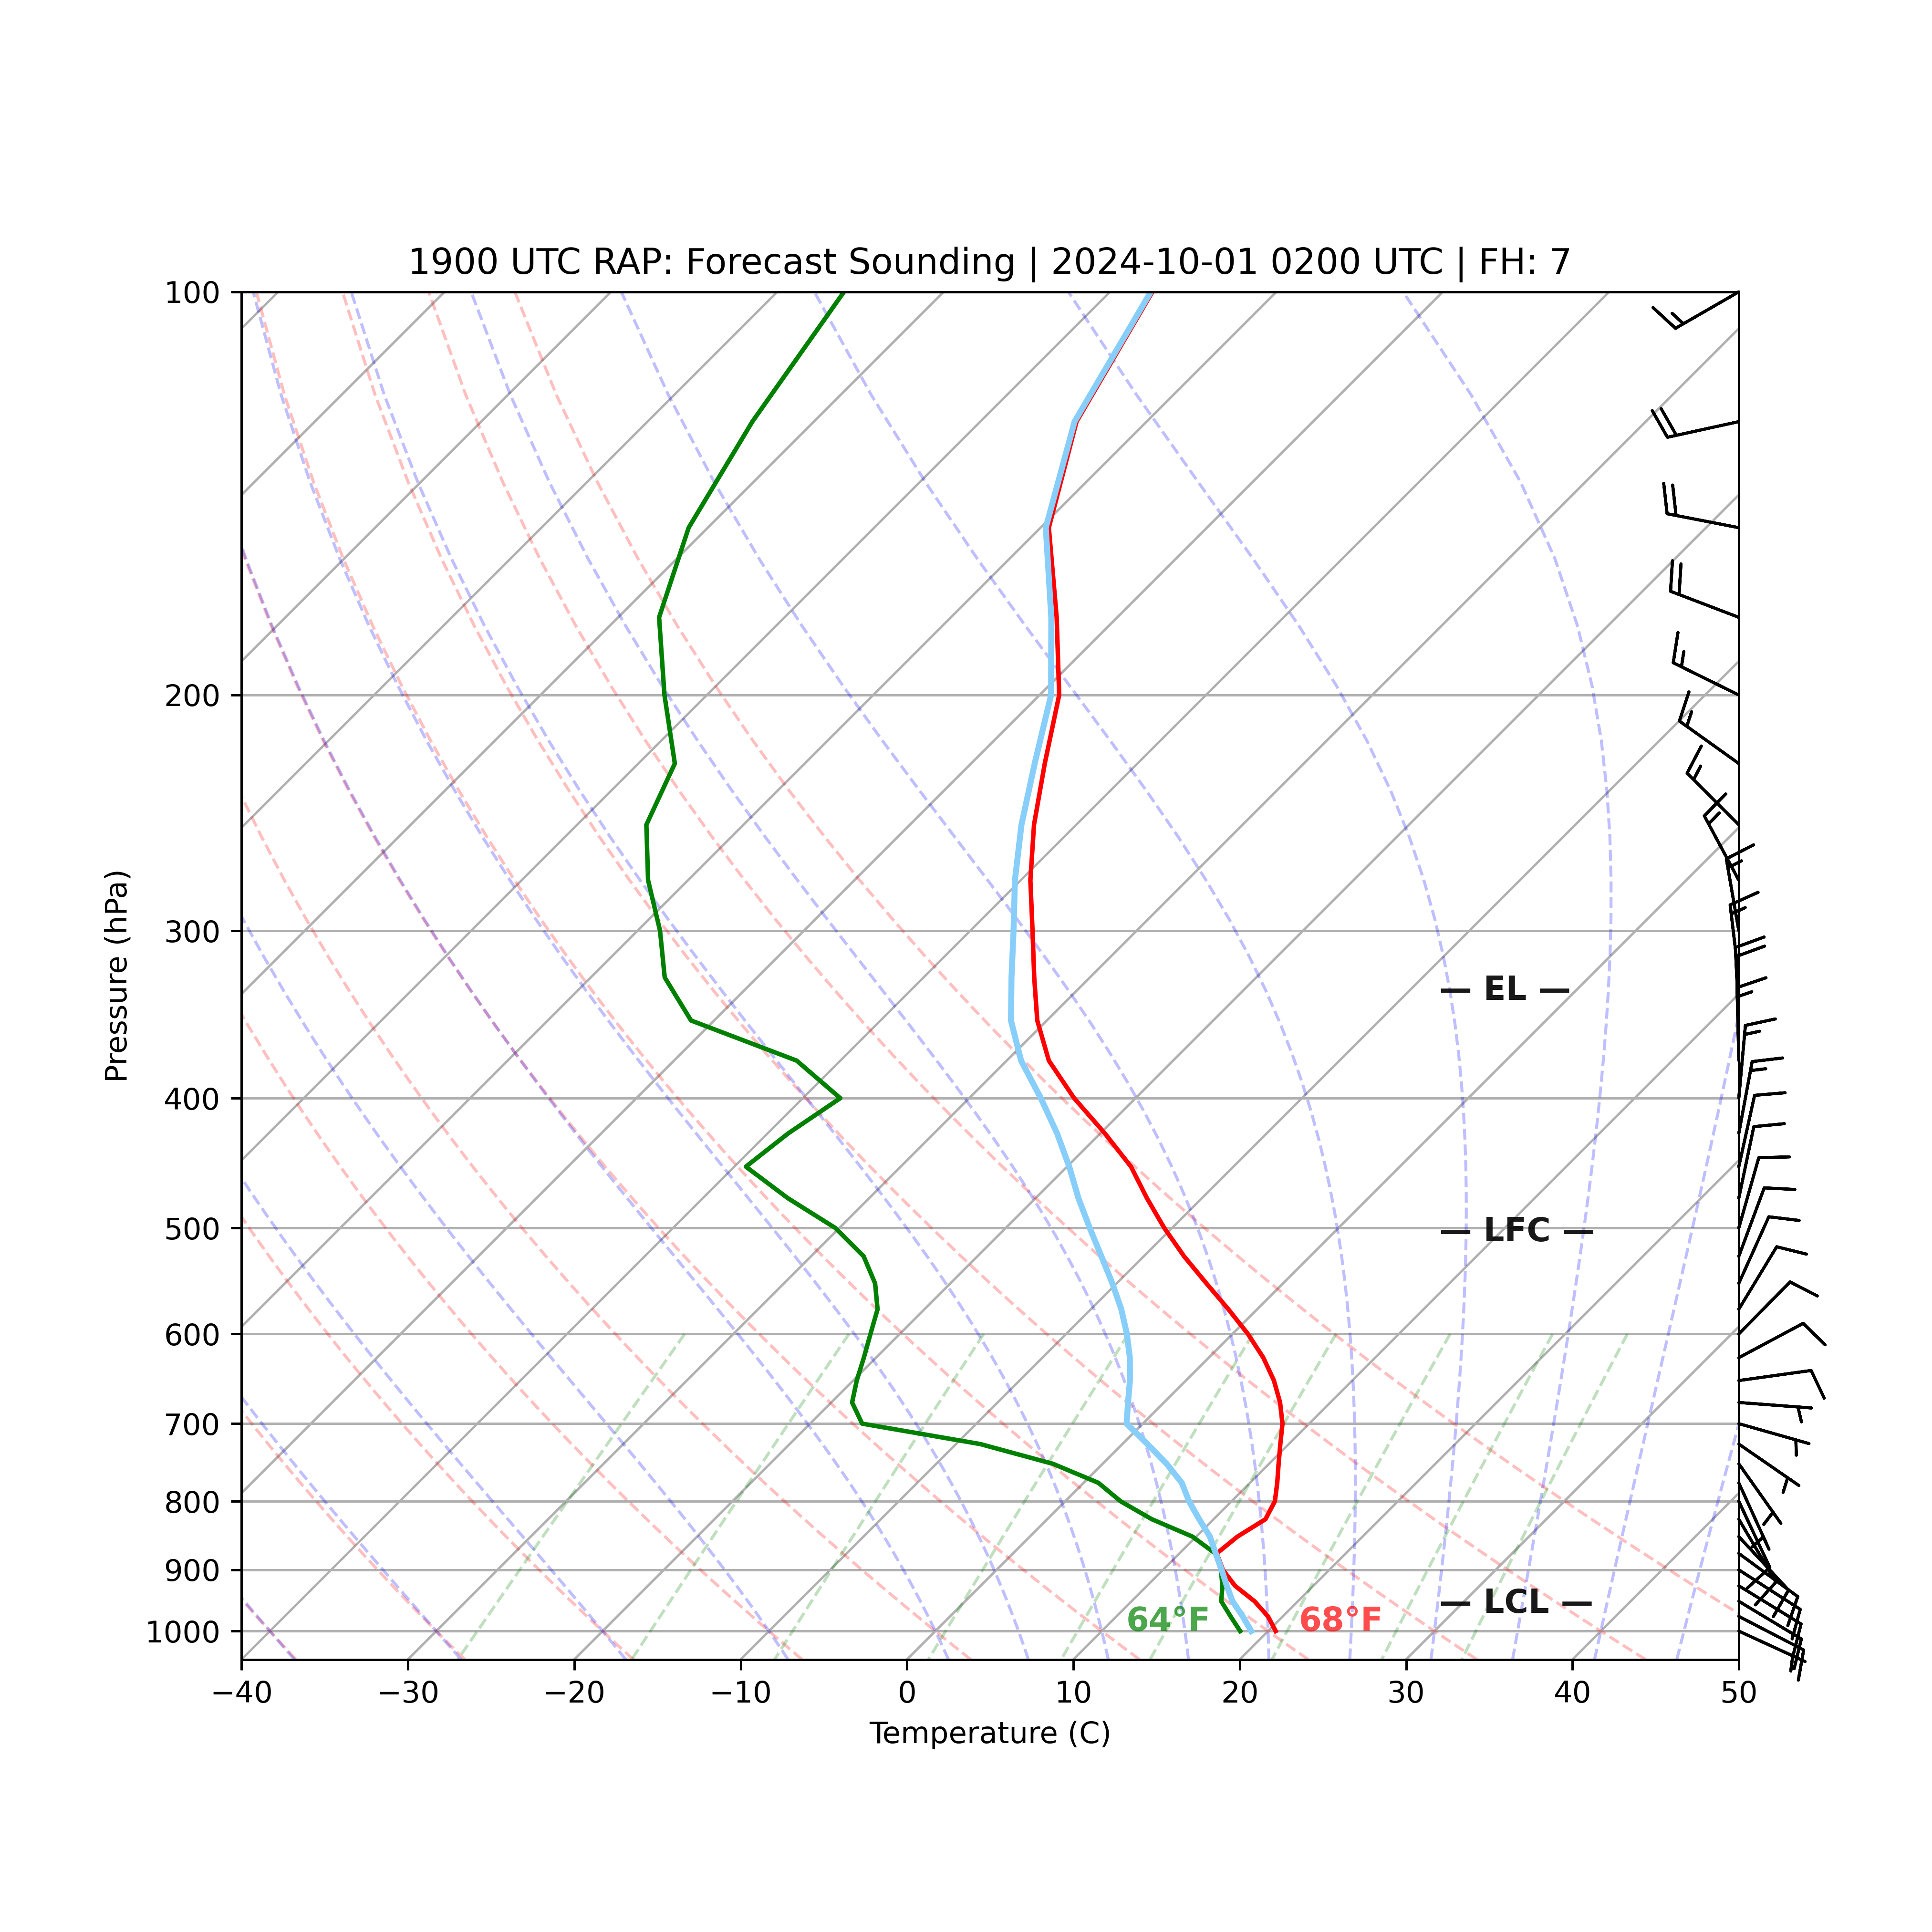 1900 UTC RAP: Forecast Sounding | 2024-10-01 0200 UTC | FH: 7
100
200
300
400
500
600
700
800
900
1000
Pressure (hPa)
— EL —
— LFC —
— LCL —
64°F
68°F
−40 −30 −20 −10 0 10 20 30 40 50
Temperature (C)